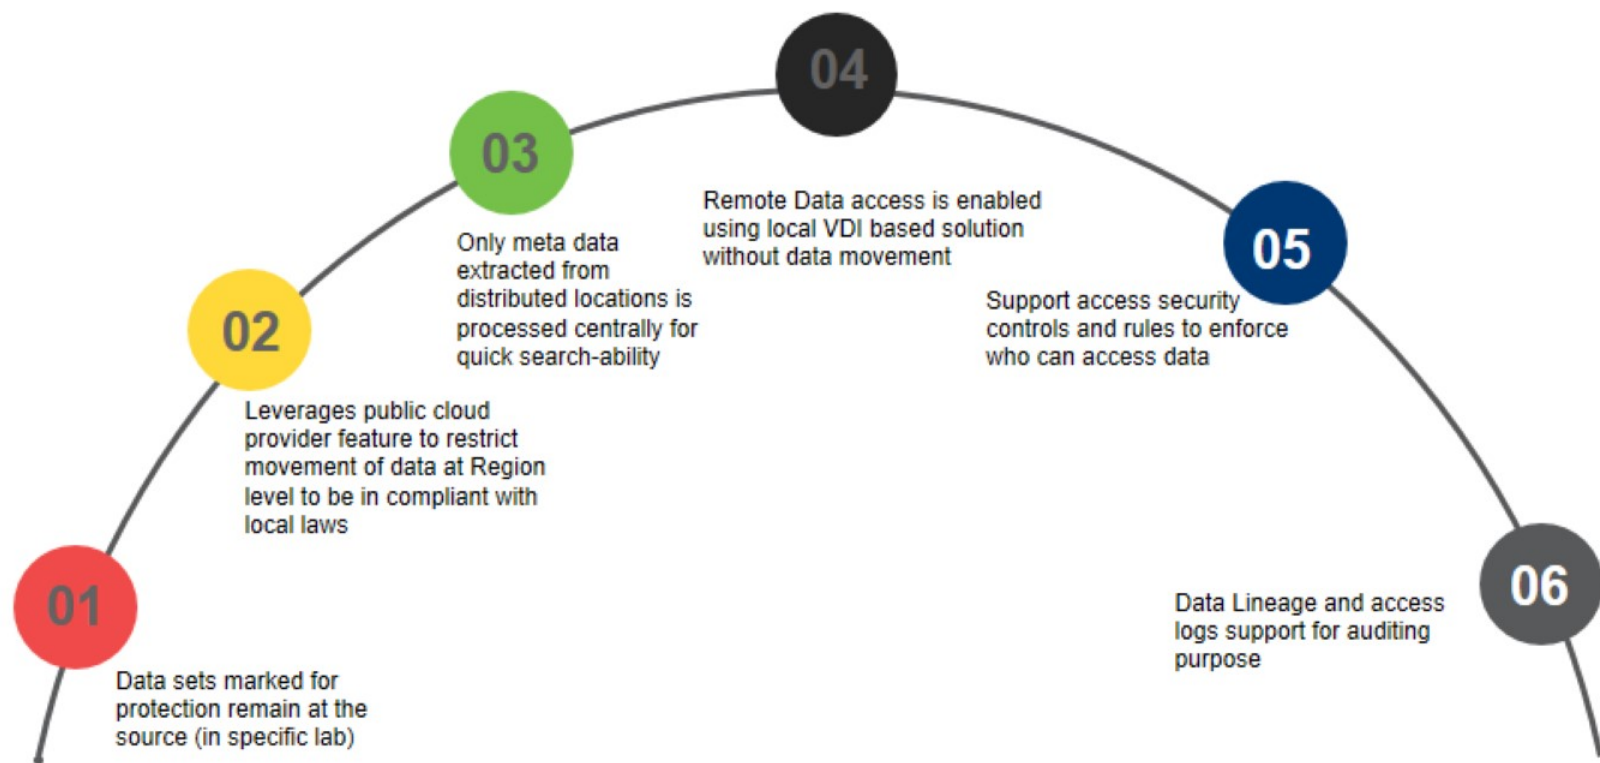 01
Data sets marked for
protection remain at the
source (in specific lab)
02
Leverages public cloud
provider feature to restrict
movement of data at Region
level to be in compliant with
local laws
03
Only meta data
extracted from
distributed locations is
processed centrally for
quick search-ability
04
Remote Data access is enabled
using local VDI based solution
without data movement
05
Support access security
controls and rules to enforce
who can access data
06
Data Lineage and access
logs support for auditing
purpose